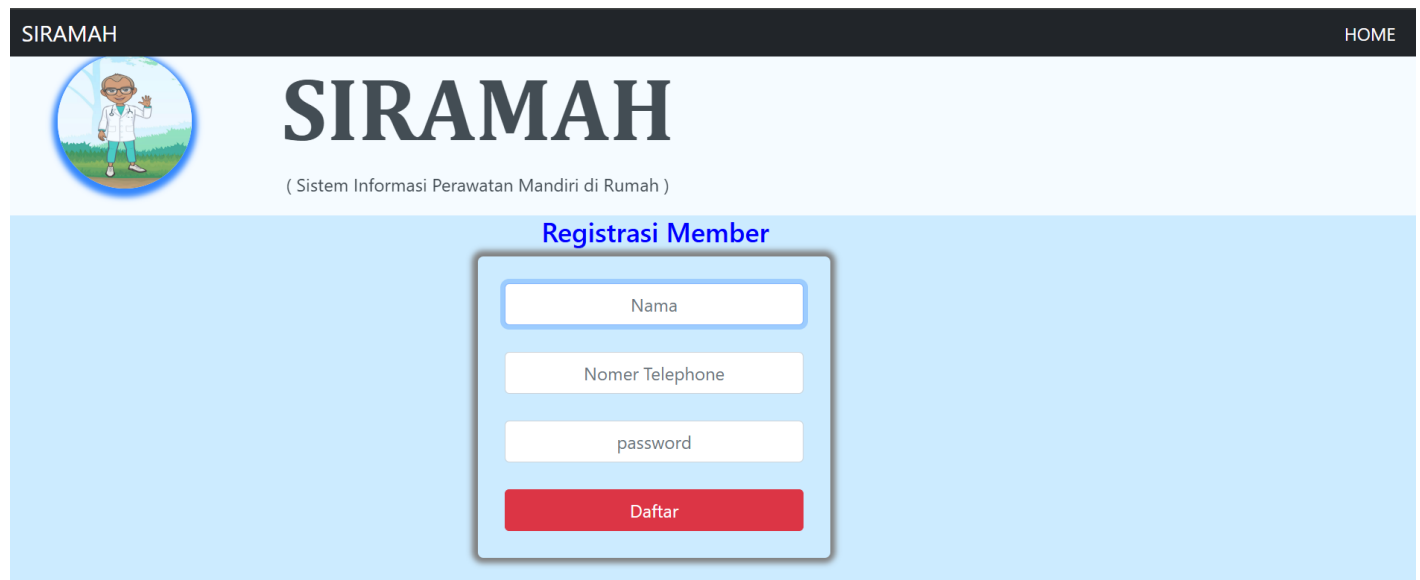 SIRAMAH HOME
SIRAMAH
( Sistem Informasi Perawatan Mandiri di Rumah )
Registrasi Member
Nama
Nomer Telephone
password
Daftar